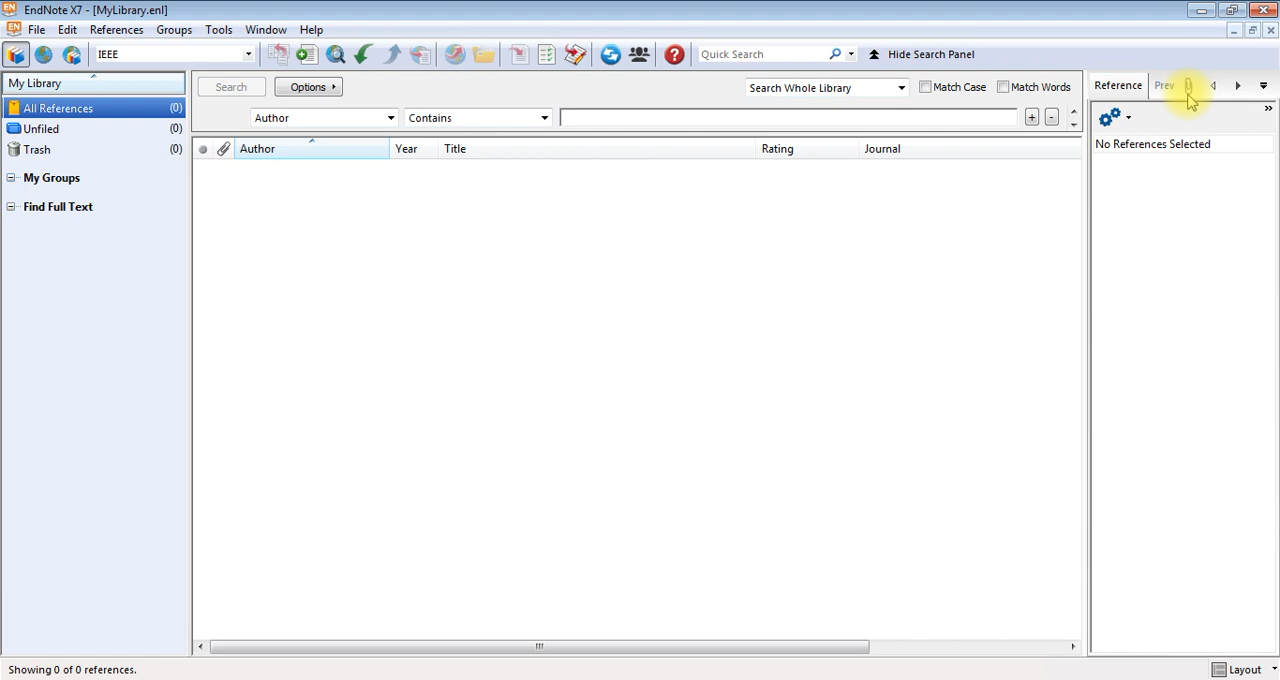 EndNote X7 - [MyLibrary.enl]
File Edit References Groups Tools Window Help
IEEE Quick Search Hide Search Panel
My Library
All References (0)
Unfiled (0)
Trash (0)
My Groups
Find Full Text
Search Options Search Whole Library Match Case Match Words
Author Contains + -
Author Year Title Rating Journal
Reference Prev
No References Selected
Showing 0 of 0 references.
Layout